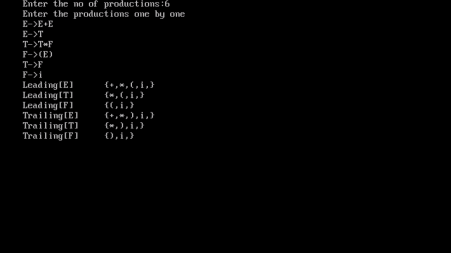 Enter the no of productions:6
Enter the productions one by one
E->E+E
E->T
T->T*F
F->(E)
T->F
F->i
Leading[E] {+,*,(,i,}
Leading[T] {*,(,i,}
Leading[F] {(,i,}
Trailing[E] {+,*,),i,}
Trailing[T] {*,),i,}
Trailing[F] {),i,}